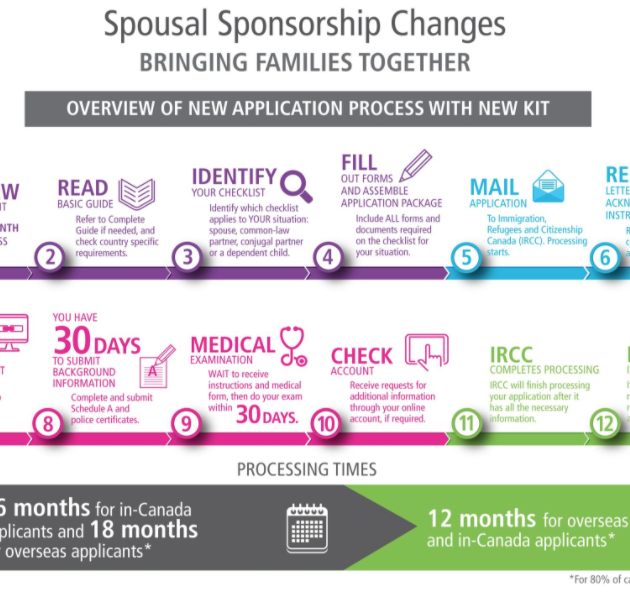 Spousal Sponsorship Changes
BRINGING FAMILIES TOGETHER
OVERVIEW OF NEW APPLICATION PROCESS WITH NEW KIT
READ
BASIC GUIDE
Refer to Complete
Guide if needed, and
check country specific
requirements.
2
IDENTIFY
YOUR CHECKLIST
Identify which checklist
applies to YOUR situation:
spouse, common-law
partner, conjugal partner
or a dependent child.
3
FILL
OUT FORMS
AND ASSEMBLE
APPLICATION PACKAGE
Include ALL forms and
documents required
on the checklist for
your situation.
4
MAIL
APPLICATION
To Immigration,
Refugees and Citizenship
Canada (IRCC). Processing
starts.
5
6
YOU HAVE
30 DAYS
TO SUBMIT
BACKGROUND
INFORMATION
A
Complete and submit
Schedule A and
police certificates.
8
MEDICAL
EXAMINATION
WAIT to receive
instructions and medical
form, then do your exam
within 30 DAYS.
9
CHECK
ACCOUNT
Receive requests for
additional information
through your online
account, if required.
10
IRCC
COMPLETES PROCESSING
IRCC will finish processing
your application after it
has all the necessary
information.
11
12
PROCESSING TIMES
6 months for in-Canada
plicants and 18 months
overseas applicants*
12 months for overseas
and in-Canada applicants*
*For 80% of ca